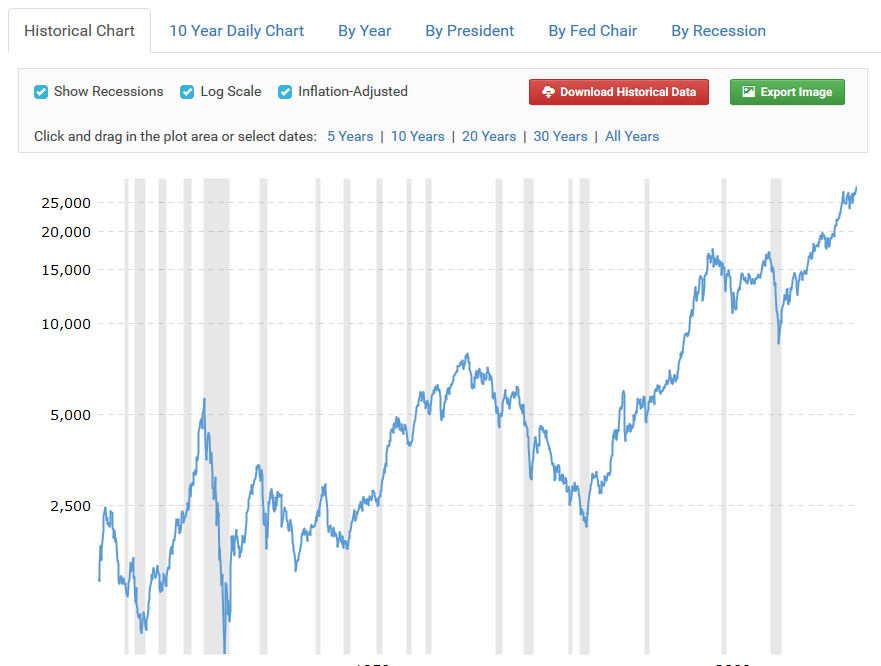 Historical Chart 10 Year Daily Chart By Year By President By Fed Chair By Recession
Show Recessions Log Scale Inflation-Adjusted Download Historical Data Export Image
Click and drag in the plot area or select dates: 5 Years | 10 Years | 20 Years | 30 Years | All Years
25,000
20,000
15,000
10,000
5,000
2,500